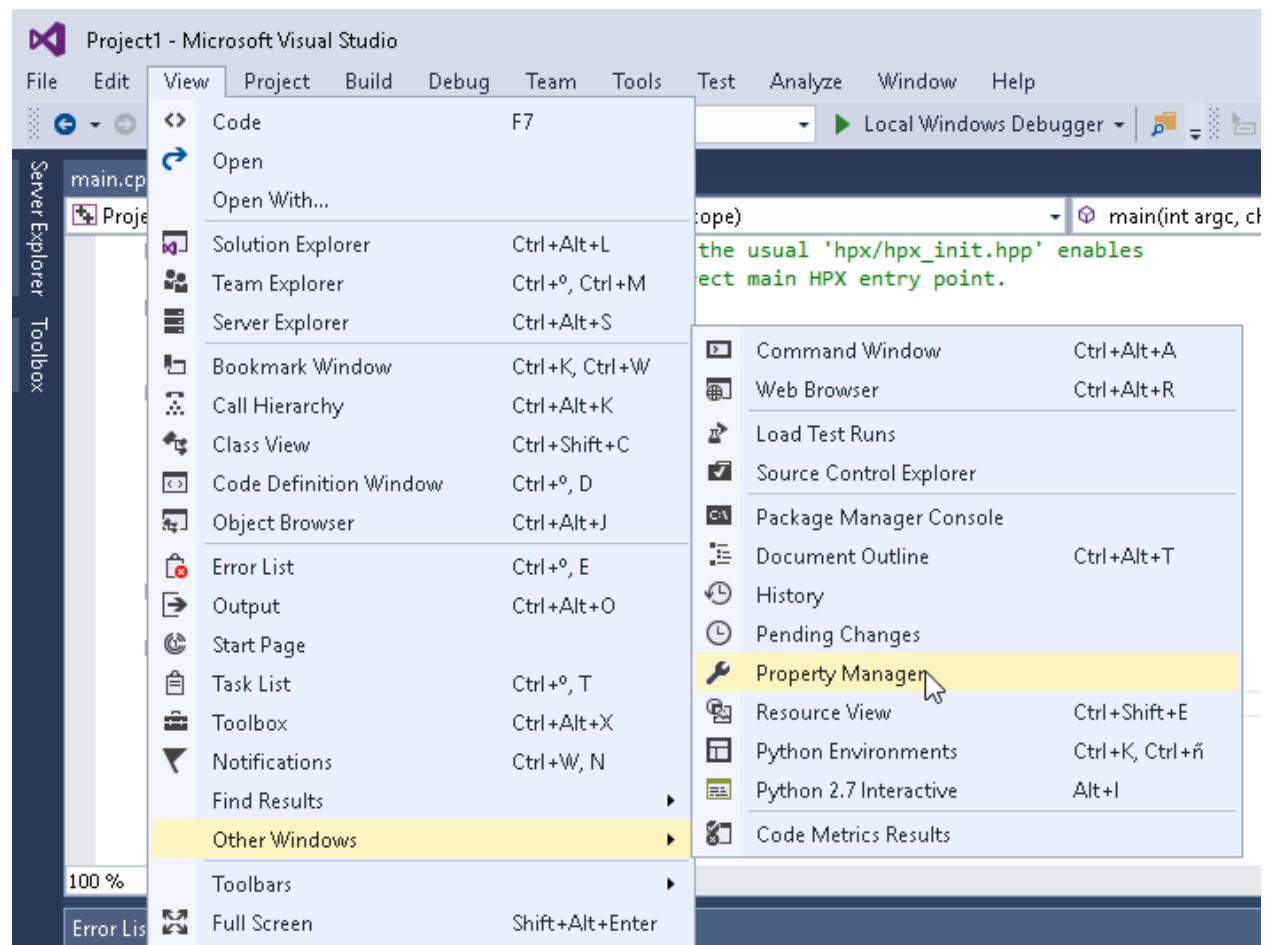 Project1 - Microsoft Visual Studio
File Edit View Project Build Debug Team Tools Test Analyze Window Help
Local Windows Debugger
Server Explorer
Toolbox
main.cp
Proje
cope)
main(int argc, ch
the usual 'hpx/hpx_init.hpp' enables
ect main HPX entry point.
Code F7
Open
Open With...
Solution Explorer Ctrl+Alt+L
Team Explorer Ctrl+º, Ctrl+M
Server Explorer Ctrl+Alt+S
Bookmark Window Ctrl+K, Ctrl+W
Call Hierarchy Ctrl+Alt+K
Class View Ctrl+Shift+C
Code Definition Window Ctrl+º, D
Object Browser Ctrl+Alt+J
Error List Ctrl+º, E
Output Ctrl+Alt+O
Start Page
Task List Ctrl+º, T
Toolbox Ctrl+Alt+X
Notifications Ctrl+W, N
Find Results
Other Windows
Toolbars
Full Screen Shift+Alt+Enter
Command Window Ctrl+Alt+A
Web Browser Ctrl+Alt+R
Load Test Runs
Source Control Explorer
Package Manager Console
Document Outline Ctrl+Alt+T
History
Pending Changes
Property Manager
Resource View Ctrl+Shift+E
Python Environments Ctrl+K, Ctrl+ñ
Python 2.7 Interactive Alt+I
Code Metrics Results
100 %
Error Lis